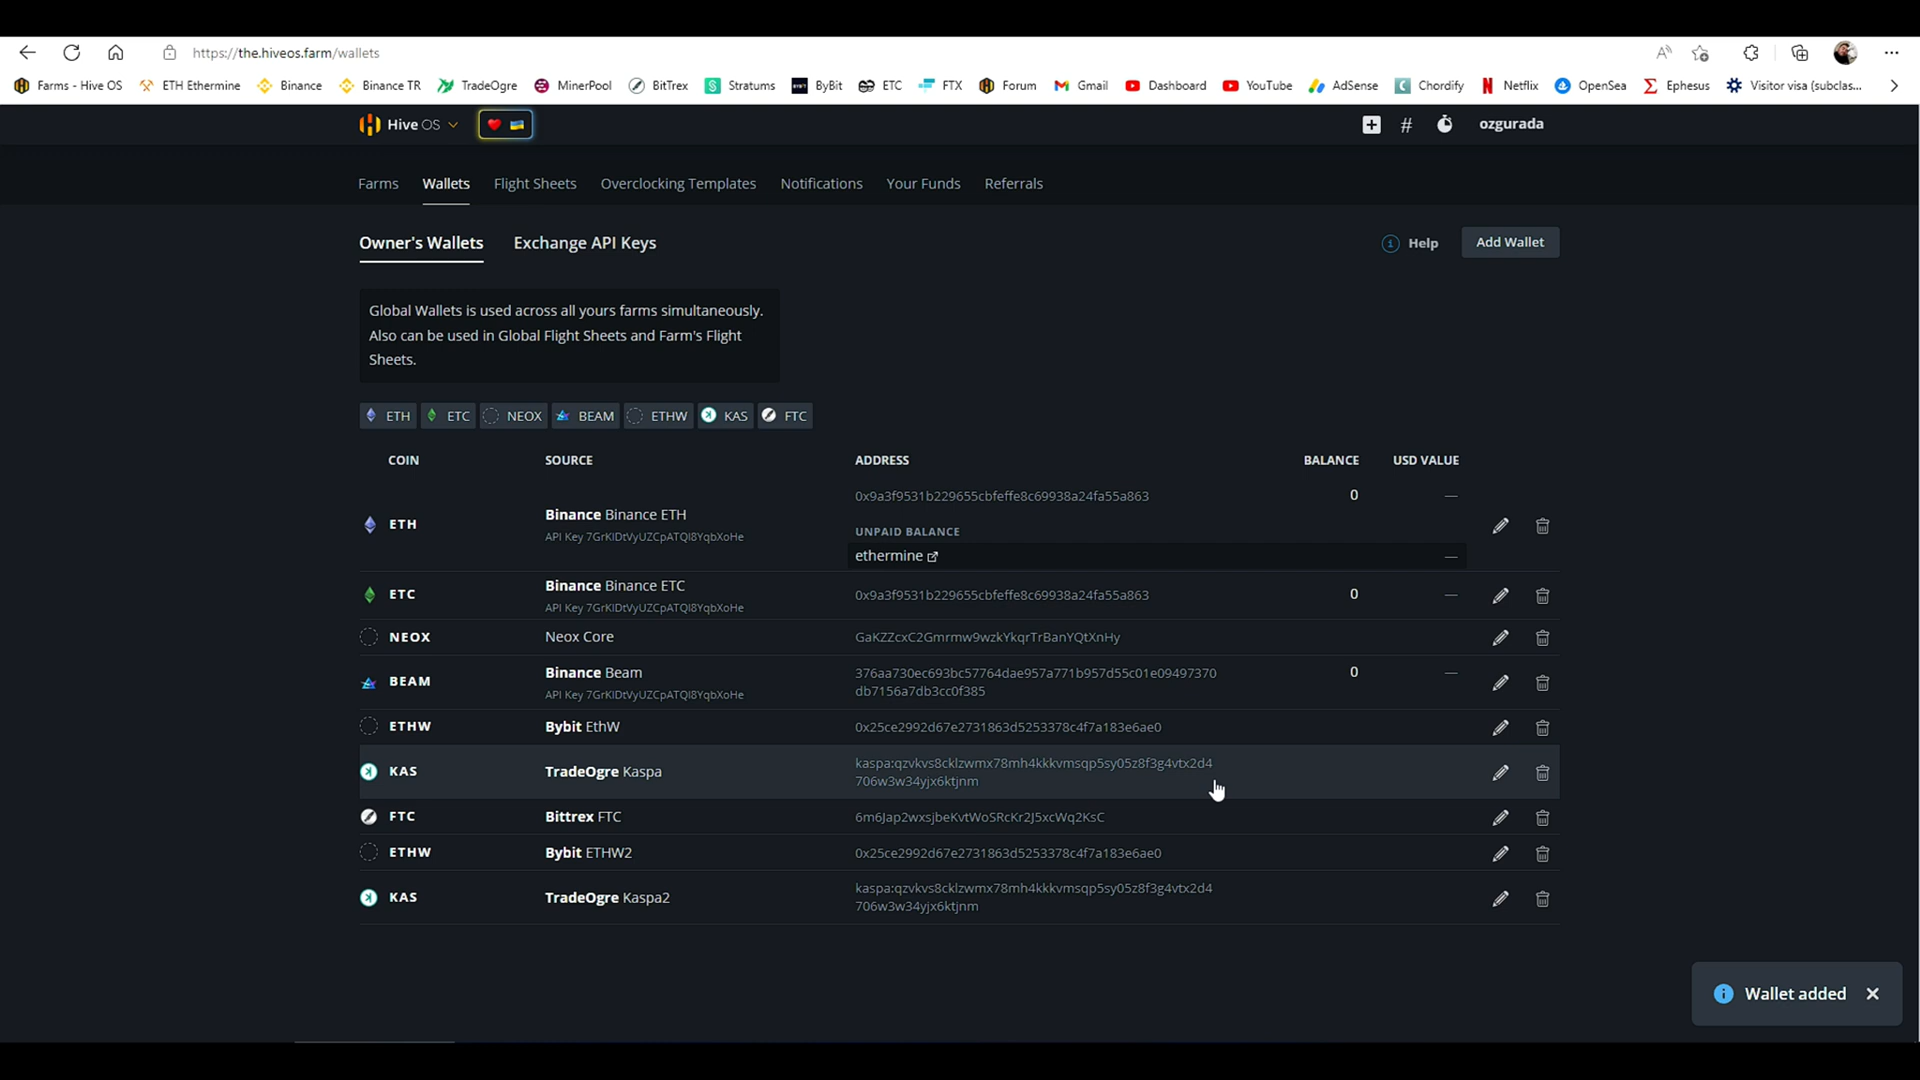 https://the.hiveos.farm/wallets
Farms - Hive OS ETH Ethermine Binance Binance TR TradeOgre MinerPool BitTrex Stratums ByBit ETC FTX Forum Gmail Dashboard YouTube AdSense Chordify Netflix OpenSea Ephesus Visitor visa (subclas...
Hive OS
# ozgurada
Farms Wallets Flight Sheets Overclocking Templates Notifications Your Funds Referrals
Owner's Wallets Exchange API Keys Help Add Wallet
Global Wallets is used across all yours farms simultaneously.
Also can be used in Global Flight Sheets and Farm's Flight
Sheets.
ETH ETC NEOX BEAM ETHW KAS FTC
COIN SOURCE ADDRESS BALANCE USD VALUE
0x9a3f9531b229655cbfeffe8c69938a24fa55a863 0 —
ETH Binance Binance ETH
API Key 7GrKIDtVyUZCpATQI8YqbXoHe
UNPAID BALANCE
ethermine —
ETC Binance Binance ETC 0x9a3f9531b229655cbfeffe8c69938a24fa55a863 0 —
API Key 7GrKIDtVyUZCpATQI8YqbXoHe
NEOX Neox Core GaKZZcxC2Gmrmw9wzkYkqrTrBanYQtXnHy
BEAM Binance Beam 376aa730ec693bc57764dae957a771b957d55c01e09497370 0 —
API Key 7GrKIDtVyUZCpATQI8YqbXoHe db7156a7db3cc0f385
ETHW Bybit EthW 0x25ce2992d67e2731863d5253378c4f7a183e6ae0
KAS TradeOgre Kaspa kaspa:qzvkvs8cklzwmx78mh4kkkvmsqp5sy05z8f3g4vtx2d4
706w3w34yjx6ktjnm
FTC Bittrex FTC 6m6Jap2wxsjbeKvtWoSRcKr2J5xcWq2KsC
ETHW Bybit ETHW2 0x25ce2992d67e2731863d5253378c4f7a183e6ae0
KAS TradeOgre Kaspa2 kaspa:qzvkvs8cklzwmx78mh4kkkvmsqp5sy05z8f3g4vtx2d4
706w3w34yjx6ktjnm
Wallet added